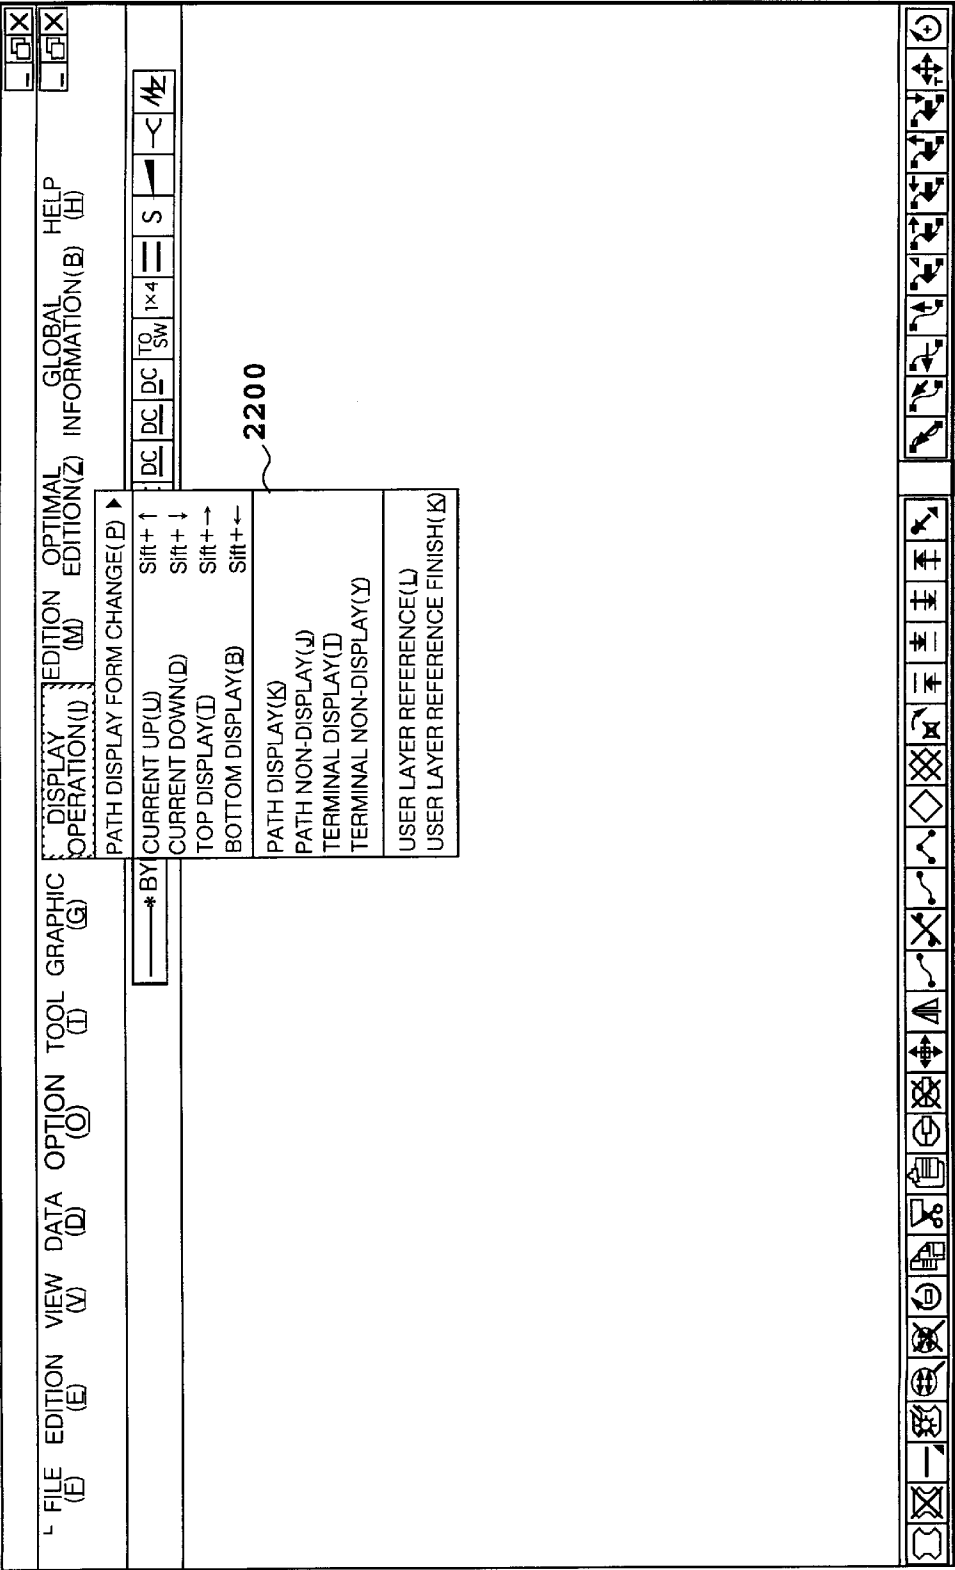 FILE (F) EDITION (E) VIEW (V) DATA (D) OPTION (O) TOOL (T) GRAPHIC (G) DISPLAY OPERATION(I) EDITION (M) OPTIMAL EDITION(Z) GLOBAL INFORMATION(B) HELP (H)
*BY DC DC DC TO SW 1×4 S
PATH DISPLAY FORM CHANGE(P)
CURRENT UP(U) Sift+↑
CURRENT DOWN(D) Sift+↓
TOP DISPLAY(T) Sift+→
BOTTOM DISPLAY(B) Sift+←
2200
PATH DISPLAY(K)
PATH NON-DISPLAY(J)
TERMINAL DISPLAY(T)
TERMINAL NON-DISPLAY(Y)
USER LAYER REFERENCE(L)
USER LAYER REFERENCE FINISH(K)